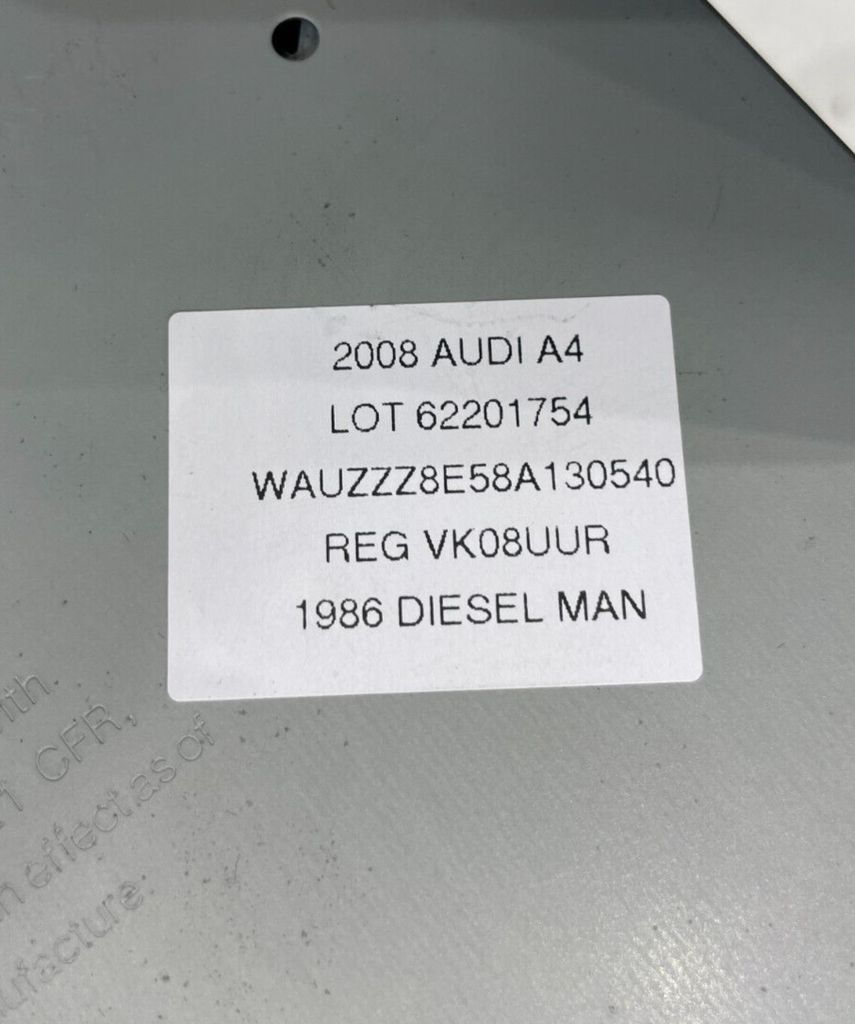 2008 AUDI A4
LOT 62201754
WAUZZZ8E58A130540
REG VK08UUR
1986 DIESEL MAN
CFR,
effect as of